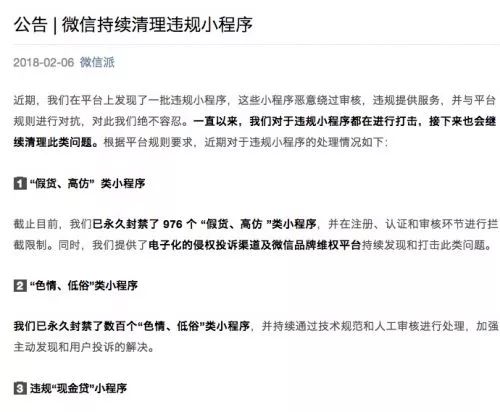 公告 | 微信持续清理违规小程序
2018-02-06 微信派
近期，我们在平台上发现了一批违规小程序，这些小程序恶意绕过审核，违规提供服务，并与平台
规则进行对抗，对此我们绝不容忍。一直以来，我们对于违规小程序都在进行打击，接下来也会继
续清理此类问题。根据平台规则要求，近期对于违规小程序的处理情况如下：
1 “假货、高仿” 类小程序
截止目前，我们已永久封禁了 976 个 “假货、高仿 ”类小程序，并在注册、认证和审核环节进行拦
截限制。同时，我们提供了电子化的侵权投诉渠道及微信品牌维权平台持续发现和打击此类问题。
2 “色情、低俗”类小程序
我们已永久封禁了数百个“色情、低俗”类小程序，并持续通过技术规范和人工审核进行处理，加强
主动发现和用户投诉的解决。
3 违规“现金贷”小程序